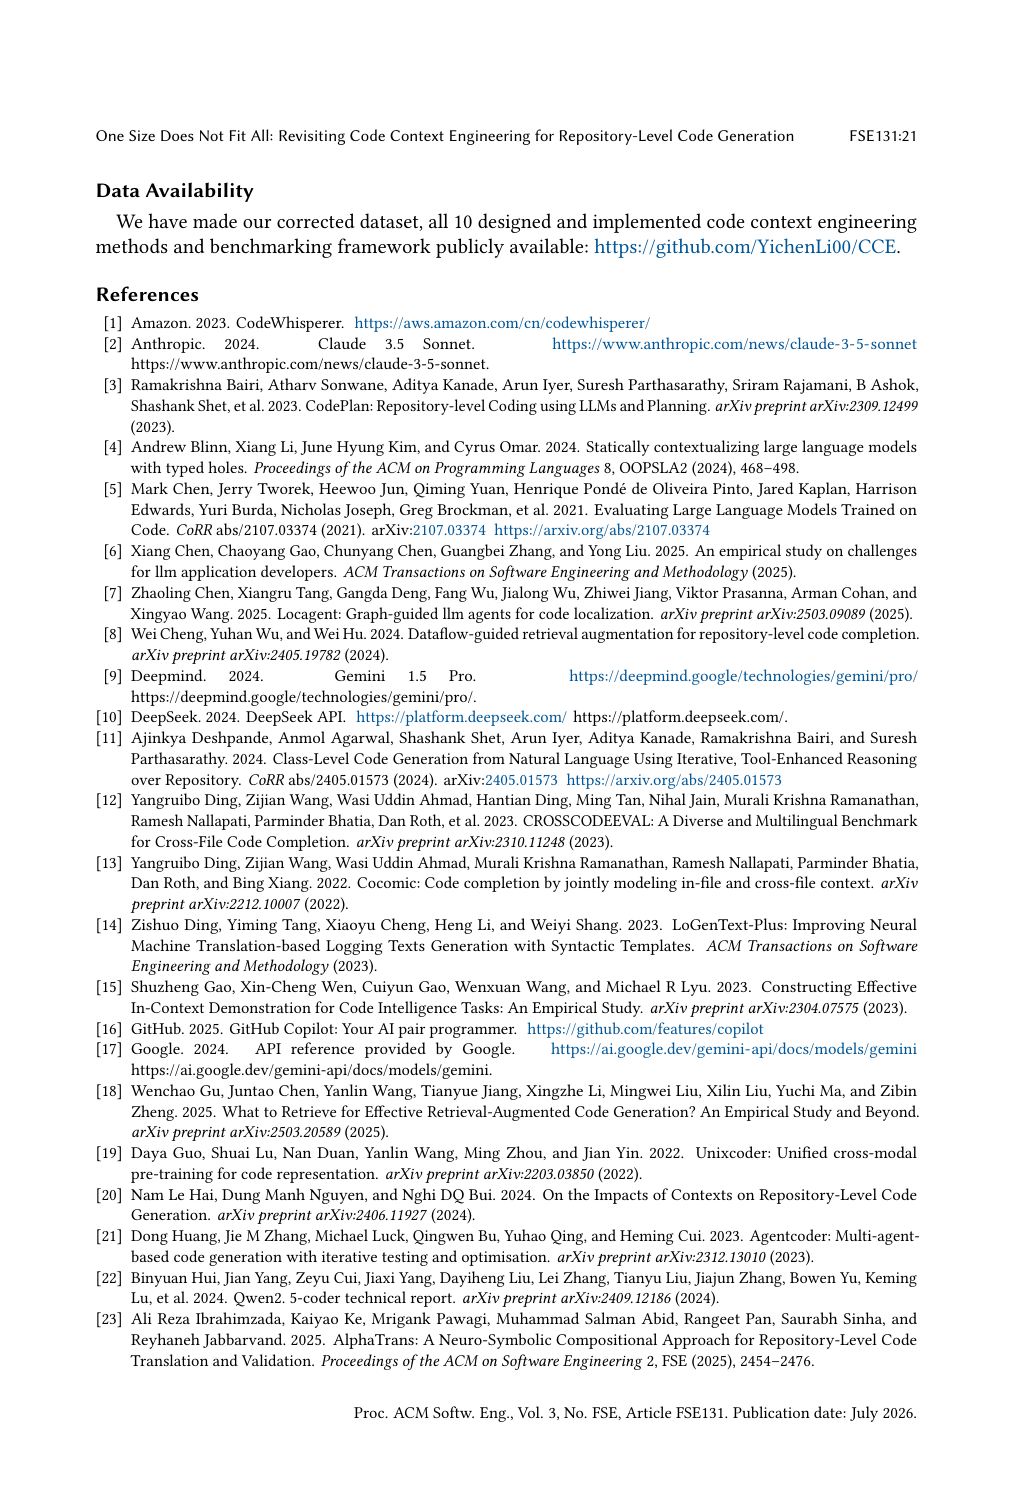 One Size Does Not Fit All: Revisiting Code Context Engineering for Repository-Level Code Generation FSE131:21
Data Availability
We have made our corrected dataset, all 10 designed and implemented code context engineering
methods and benchmarking framework publicly available: https://github.com/YichenLi00/CCE.
References
[1] Amazon. 2023. CodeWhisperer. https://aws.amazon.com/cn/codewhisperer/
[2] Anthropic. 2024. Claude 3.5 Sonnet. https://www.anthropic.com/news/claude-3-5-sonnet
https://www.anthropic.com/news/claude-3-5-sonnet.
[3] Ramakrishna Bairi, Atharv Sonwane, Aditya Kanade, Arun Iyer, Suresh Parthasarathy, Sriram Rajamani, B Ashok,
Shashank Shet, et al. 2023. CodePlan: Repository-level Coding using LLMs and Planning. arXiv preprint arXiv:2309.12499
(2023).
[4] Andrew Blinn, Xiang Li, June Hyung Kim, and Cyrus Omar. 2024. Statically contextualizing large language models
with typed holes. Proceedings of the ACM on Programming Languages 8, OOPSLA2 (2024), 468–498.
[5] Mark Chen, Jerry Tworek, Heewoo Jun, Qiming Yuan, Henrique Pondé de Oliveira Pinto, Jared Kaplan, Harrison
Edwards, Yuri Burda, Nicholas Joseph, Greg Brockman, et al. 2021. Evaluating Large Language Models Trained on
Code. CoRR abs/2107.03374 (2021). arXiv:2107.03374 https://arxiv.org/abs/2107.03374
[6] Xiang Chen, Chaoyang Gao, Chunyang Chen, Guangbei Zhang, and Yong Liu. 2025. An empirical study on challenges
for llm application developers. ACM Transactions on Software Engineering and Methodology (2025).
[7] Zhaoling Chen, Xiangru Tang, Gangda Deng, Fang Wu, Jialong Wu, Zhiwei Jiang, Viktor Prasanna, Arman Cohan, and
Xingyao Wang. 2025. Locagent: Graph-guided llm agents for code localization. arXiv preprint arXiv:2503.09089 (2025).
[8] Wei Cheng, Yuhan Wu, and Wei Hu. 2024. Dataflow-guided retrieval augmentation for repository-level code completion.
arXiv preprint arXiv:2405.19782 (2024).
[9] Deepmind. 2024. Gemini 1.5 Pro. https://deepmind.google/technologies/gemini/pro/
https://deepmind.google/technologies/gemini/pro/.
[10] DeepSeek. 2024. DeepSeek API. https://platform.deepseek.com/ https://platform.deepseek.com/.
[11] Ajinkya Deshpande, Anmol Agarwal, Shashank Shet, Arun Iyer, Aditya Kanade, Ramakrishna Bairi, and Suresh
Parthasarathy. 2024. Class-Level Code Generation from Natural Language Using Iterative, Tool-Enhanced Reasoning
over Repository. CoRR abs/2405.01573 (2024). arXiv:2405.01573 https://arxiv.org/abs/2405.01573
[12] Yangruibo Ding, Zijian Wang, Wasi Uddin Ahmad, Hantian Ding, Ming Tan, Nihal Jain, Murali Krishna Ramanathan,
Ramesh Nallapati, Parminder Bhatia, Dan Roth, et al. 2023. CROSSCODEEVAL: A Diverse and Multilingual Benchmark
for Cross-File Code Completion. arXiv preprint arXiv:2310.11248 (2023).
[13] Yangruibo Ding, Zijian Wang, Wasi Uddin Ahmad, Murali Krishna Ramanathan, Ramesh Nallapati, Parminder Bhatia,
Dan Roth, and Bing Xiang. 2022. Cocomic: Code completion by jointly modeling in-file and cross-file context. arXiv
preprint arXiv:2212.10007 (2022).
[14] Zishuo Ding, Yiming Tang, Xiaoyu Cheng, Heng Li, and Weiyi Shang. 2023. LoGenText-Plus: Improving Neural
Machine Translation-based Logging Texts Generation with Syntactic Templates. ACM Transactions on Software
Engineering and Methodology (2023).
[15] Shuzheng Gao, Xin-Cheng Wen, Cuiyun Gao, Wenxuan Wang, and Michael R Lyu. 2023. Constructing Effective
In-Context Demonstration for Code Intelligence Tasks: An Empirical Study. arXiv preprint arXiv:2304.07575 (2023).
[16] GitHub. 2025. GitHub Copilot: Your AI pair programmer. https://github.com/features/copilot
[17] Google. 2024. API reference provided by Google. https://ai.google.dev/gemini-api/docs/models/gemini
https://ai.google.dev/gemini-api/docs/models/gemini.
[18] Wenchao Gu, Juntao Chen, Yanlin Wang, Tianyue Jiang, Xingzhe Li, Mingwei Liu, Xilin Liu, Yuchi Ma, and Zibin
Zheng. 2025. What to Retrieve for Effective Retrieval-Augmented Code Generation? An Empirical Study and Beyond.
arXiv preprint arXiv:2503.20589 (2025).
[19] Daya Guo, Shuai Lu, Nan Duan, Yanlin Wang, Ming Zhou, and Jian Yin. 2022. Unixcoder: Unified cross-modal
pre-training for code representation. arXiv preprint arXiv:2203.03850 (2022).
[20] Nam Le Hai, Dung Manh Nguyen, and Nghi DQ Bui. 2024. On the Impacts of Contexts on Repository-Level Code
Generation. arXiv preprint arXiv:2406.11927 (2024).
[21] Dong Huang, Jie M Zhang, Michael Luck, Qingwen Bu, Yuhao Qing, and Heming Cui. 2023. Agentcoder: Multi-agent-
based code generation with iterative testing and optimisation. arXiv preprint arXiv:2312.13010 (2023).
[22] Binyuan Hui, Jian Yang, Zeyu Cui, Jiaxi Yang, Dayiheng Liu, Lei Zhang, Tianyu Liu, Jiajun Zhang, Bowen Yu, Keming
Lu, et al. 2024. Qwen2. 5-coder technical report. arXiv preprint arXiv:2409.12186 (2024).
[23] Ali Reza Ibrahimzada, Kaiyao Ke, Mrigank Pawagi, Muhammad Salman Abid, Rangeet Pan, Saurabh Sinha, and
Reyhaneh Jabbarvand. 2025. AlphaTrans: A Neuro-Symbolic Compositional Approach for Repository-Level Code
Translation and Validation. Proceedings of the ACM on Software Engineering 2, FSE (2025), 2454–2476.
Proc. ACM Softw. Eng., Vol. 3, No. FSE, Article FSE131. Publication date: July 2026.